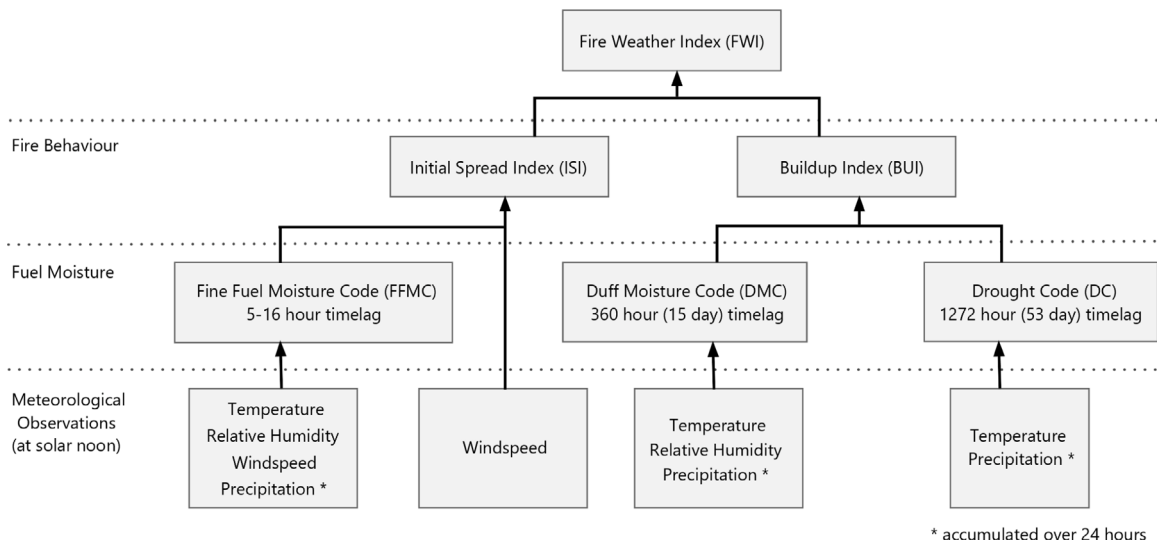 Fire Weather Index (FWI)
Fire Behaviour
Initial Spread Index (ISI)
Buildup Index (BUI)
Fuel Moisture
Fine Fuel Moisture Code (FFMC)
5-16 hour timelag
Duff Moisture Code (DMC)
360 hour (15 day) timelag
Drought Code (DC)
1272 hour (53 day) timelag
Meteorological
Observations
(at solar noon)
Temperature
Relative Humidity
Windspeed
Precipitation *
Windspeed
Temperature
Relative Humidity
Precipitation *
Temperature
Precipitation *
* accumulated over 24 hours